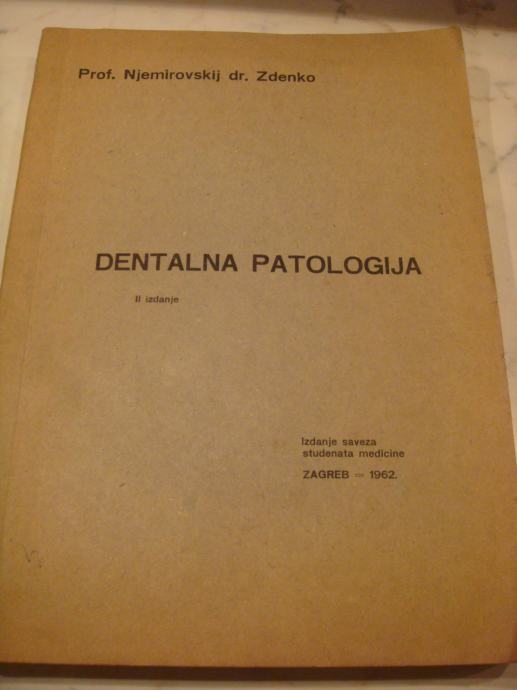 Prof. Njemirovskij dr. Zdenko
DENTALNA PATOLOGIJA
II izdanje
Izdanje saveza
studenata medicine
ZAGREB — 1962.